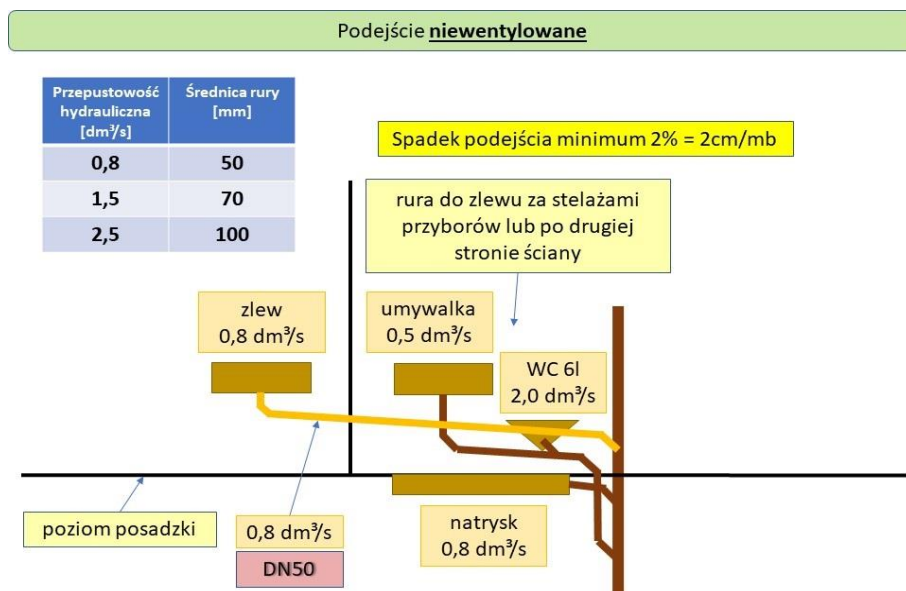 Podejście niewentylowane
Przepustowość
hydrauliczna
[dm³/s]
Średnica rury
[mm]
0,8 50
1,5 70
2,5 100
Spadek podejścia minimum 2% = 2cm/mb
rura do zlewu za stelażami
przyborów lub po drugiej
stronie ściany
zlew
0,8 dm³/s
umywalka
0,5 dm³/s
WC 6l
2,0 dm³/s
poziom posadzki
0,8 dm³/s
DN50
natrysk
0,8 dm³/s